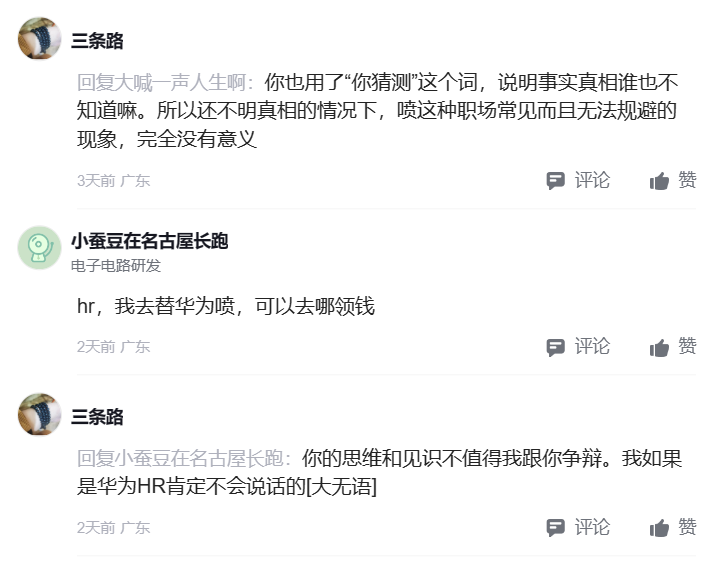 三条路
回复大喊一声人生啊：你也用了“你猜测”这个词，说明事实真相谁也不
知道嘛。所以还不明真相的情况下，喷这种职场常见而且无法规避的
现象，完全没有意义
3天前 广东
评论 赞
小蚕豆在名古屋长跑
电子电路研发
hr，我去替华为喷，可以去哪领钱
2天前 广东
评论 赞
三条路
回复小蚕豆在名古屋长跑：你的思维和见识不值得我跟你争辩。我如果
是华为HR肯定不会说话的[大无语]
2天前 广东
评论 赞